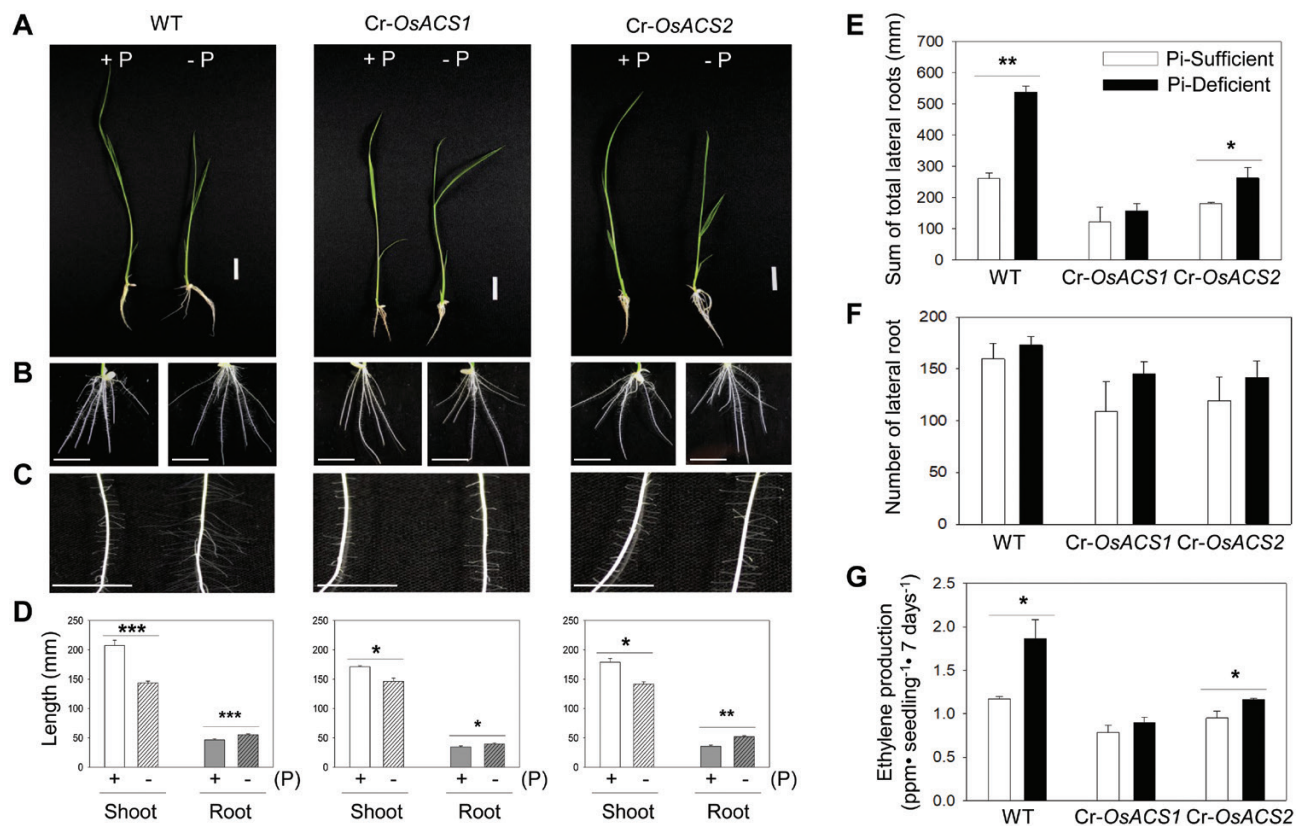 A
WT
Cr-OsACS1
Cr-OsACS2
+ P
- P
+ P
- P
+ P
- P
B
C
D
Length (mm)
250
200
150
100
50
0
***
***
+
-
+
-
(P)
Shoot
Root
250
200
150
100
50
0
*
*
+
-
+
-
(P)
Shoot
Root
250
200
150
100
50
0
*
**
+
-
+
-
(P)
Shoot
Root
E
Sum of total lateral roots (mm)
700
600
500
400
300
200
100
0
**
*
Pi-Sufficient
Pi-Deficient
WT
Cr-OsACS1
Cr-OsACS2
F
Number of lateral root
200
150
100
50
0
WT
Cr-OsACS1
Cr-OsACS2
G
Ethylene production
(ppm• seedling⁻¹• 7 days⁻¹)
2.5
2.0
1.5
1.0
0.5
0.0
*
*
WT
Cr-OsACS1
Cr-OsACS2